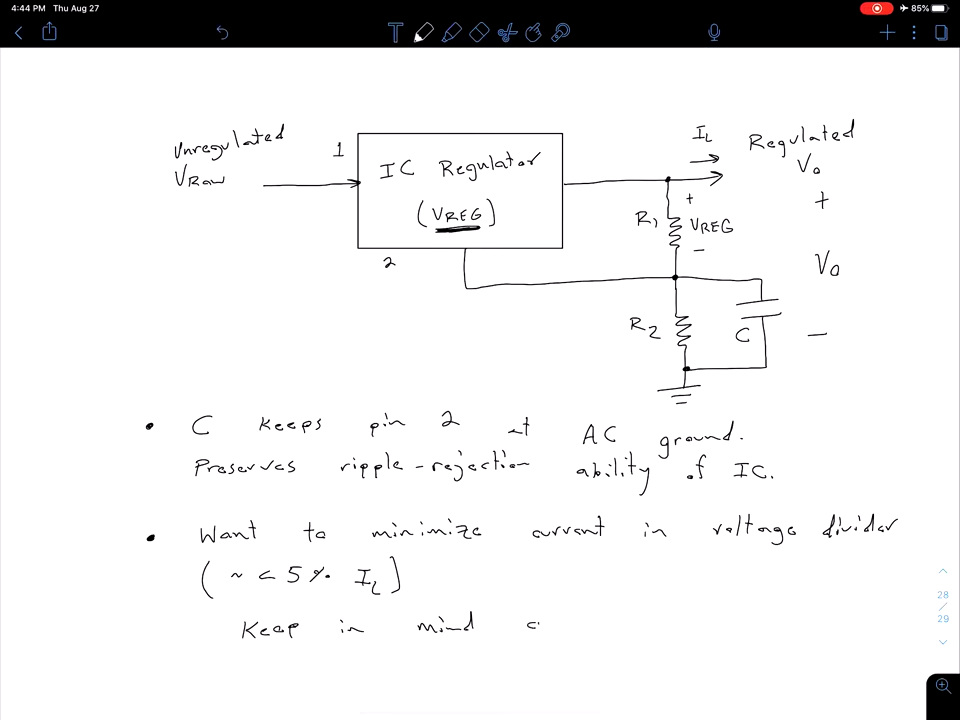 4:44 PM Thu Aug 27
85%
Unregulated
VRaw
1
IC Regulator
(VREG)
2
IL
Regulated
Vo
+
R1
+
VREG
-
Vo
R2
C
-
• C keeps pin 2 at AC ground.
Preserves ripple-rejection ability of IC.
• Want to minimize current in voltage divider
(~ < 5% IL)
Keep in mind
28
/
29